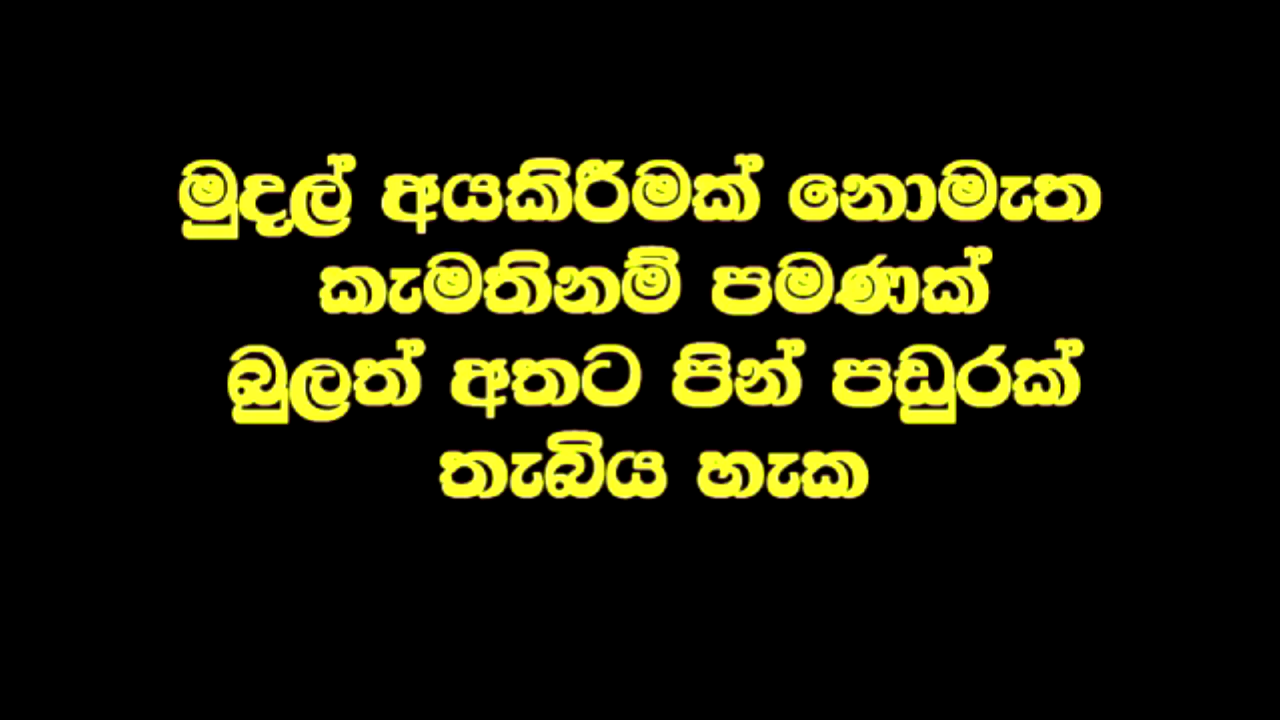 මුදල් අයකිරීමක් නොමැත
කැමතිනම් පමණක්
බුලත් අතට පින් පඩුරක්
තැබිය හැක